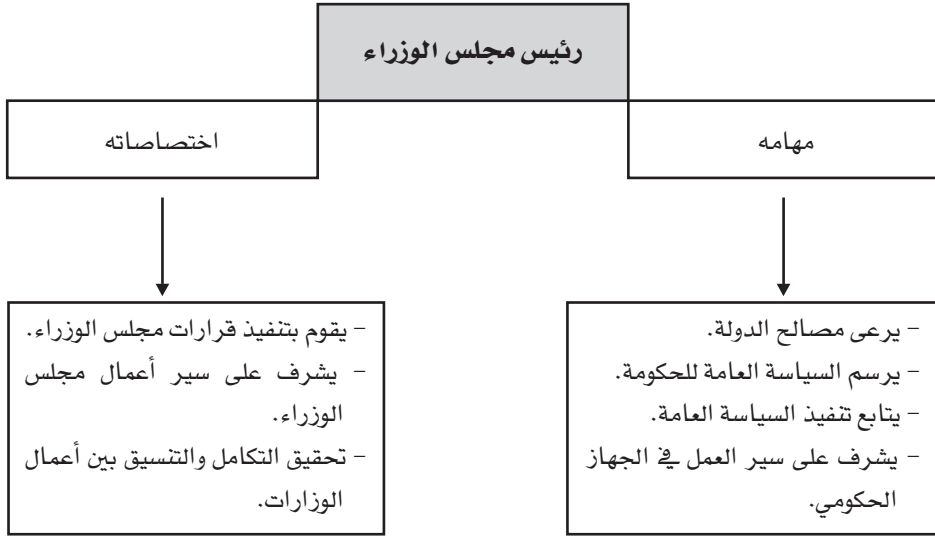 رئيس مجلس الوزراء
مهامه
اختصاصاته
- يرعى مصالح الدولة.
- يرسم السياسة العامة للحكومة.
- يتابع تنفيذ السياسة العامة.
- يشرف على سير العمل في الجهاز
الحكومي.
- يقوم بتنفيذ قرارات مجلس الوزراء.
- يشرف على سير أعمال مجلس
الوزراء.
- تحقيق التكامل والتنسيق بين أعمال
الوزارات.